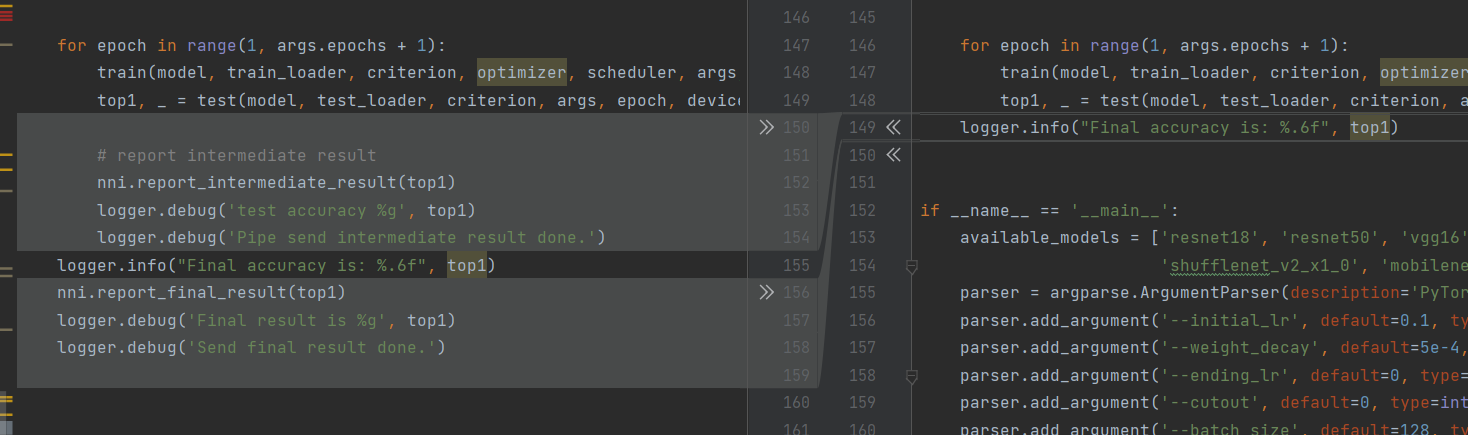 146 145
for epoch in range(1, args.epochs + 1): 147 146 for epoch in range(1, args.epochs + 1):
train(model, train_loader, criterion, optimizer, scheduler, args 148 147 train(model, train_loader, criterion, optimizer
top1, _ = test(model, test_loader, criterion, args, epoch, device 149 148 top1, _ = test(model, test_loader, criterion, a
150 149 logger.info("Final accuracy is: %.6f", top1)
# report intermediate result 151 150
nni.report_intermediate_result(top1) 152 151
logger.debug('test accuracy %g', top1) 153 152 if __name__ == '__main__':
logger.debug('Pipe send intermediate result done.') 154 153 available_models = ['resnet18', 'resnet50', 'vgg16'
logger.info("Final accuracy is: %.6f", top1) 155 154 'shufflenet_v2_x1_0', 'mobilene
nni.report_final_result(top1) 156 155 parser = argparse.ArgumentParser(description='PyTor
logger.debug('Final result is %g', top1) 157 156 parser.add_argument('--initial_lr', default=0.1, ty
logger.debug('Send final result done.') 158 157 parser.add_argument('--weight_decay', default=5e-4,
159 158 parser.add_argument('--ending_lr', default=0, type=
160 159 parser.add_argument('--cutout', default=0, type=int
161 160 parser.add_argument('--batch_size', default=128, ty